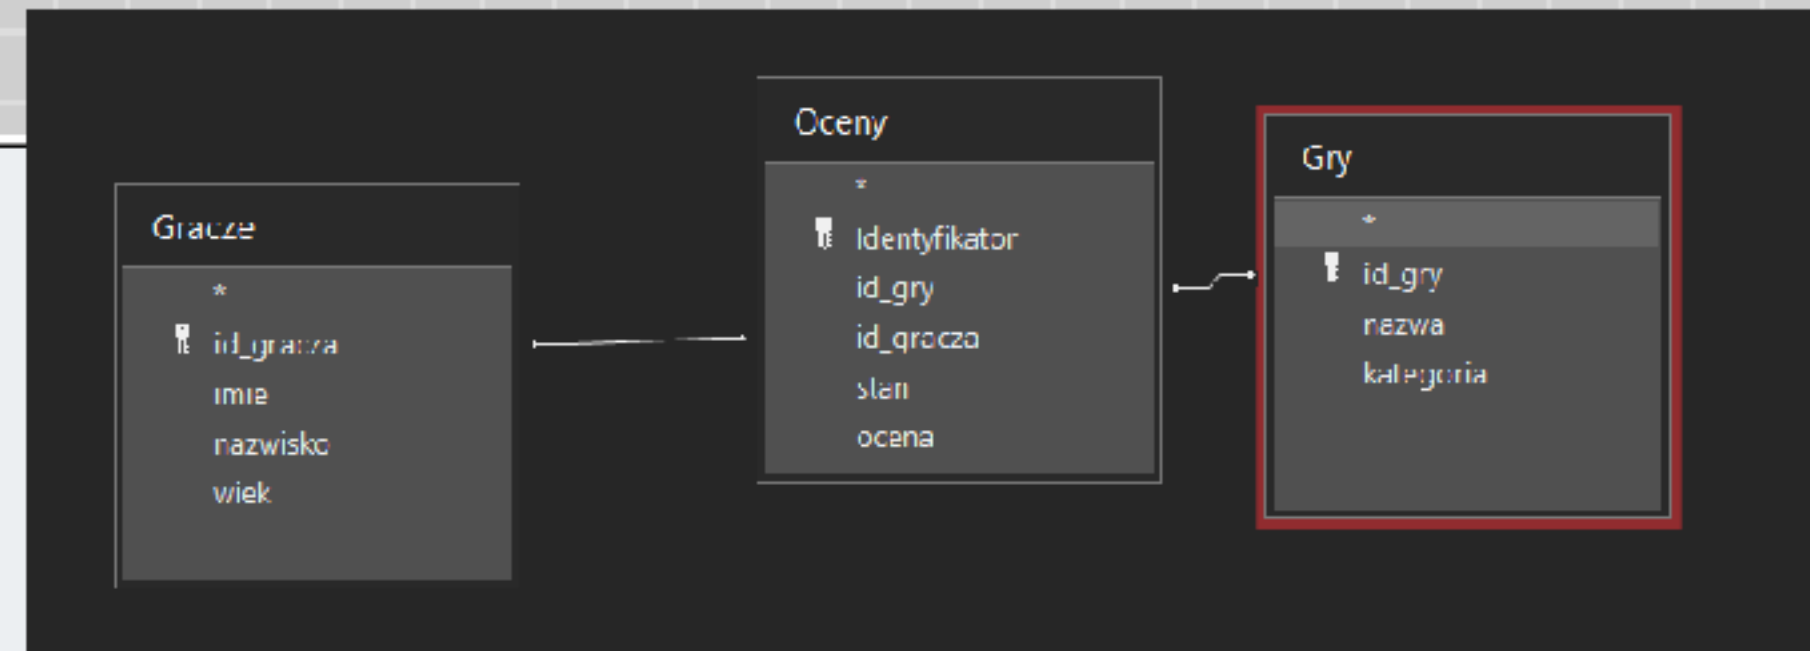 Gracze
*
id_gracza
imie
nazwisko
wiek
Oceny
*
Identyfikator
id_gry
id_gracza
stan
ocena
Gry
*
id_gry
nazwa
kategoria